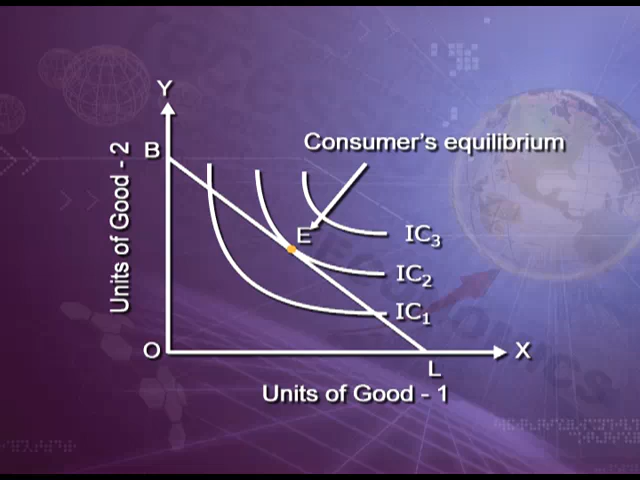 Y
B
Consumer's equilibrium
Units of Good - 2
E
IC₃
IC₂
IC₁
O
X
L
Units of Good - 1